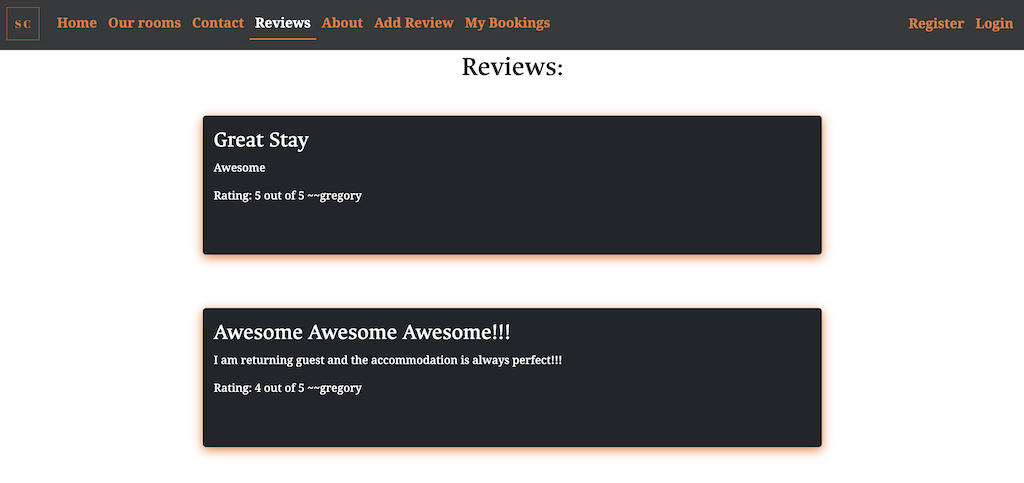 SC Home Our rooms Contact Reviews About Add Review My Bookings Register Login
Reviews:
Great Stay
Awesome
Rating: 5 out of 5 ~~gregory
Awesome Awesome Awesome!!!
I am returning guest and the accommodation is always perfect!!!
Rating: 4 out of 5 ~~gregory